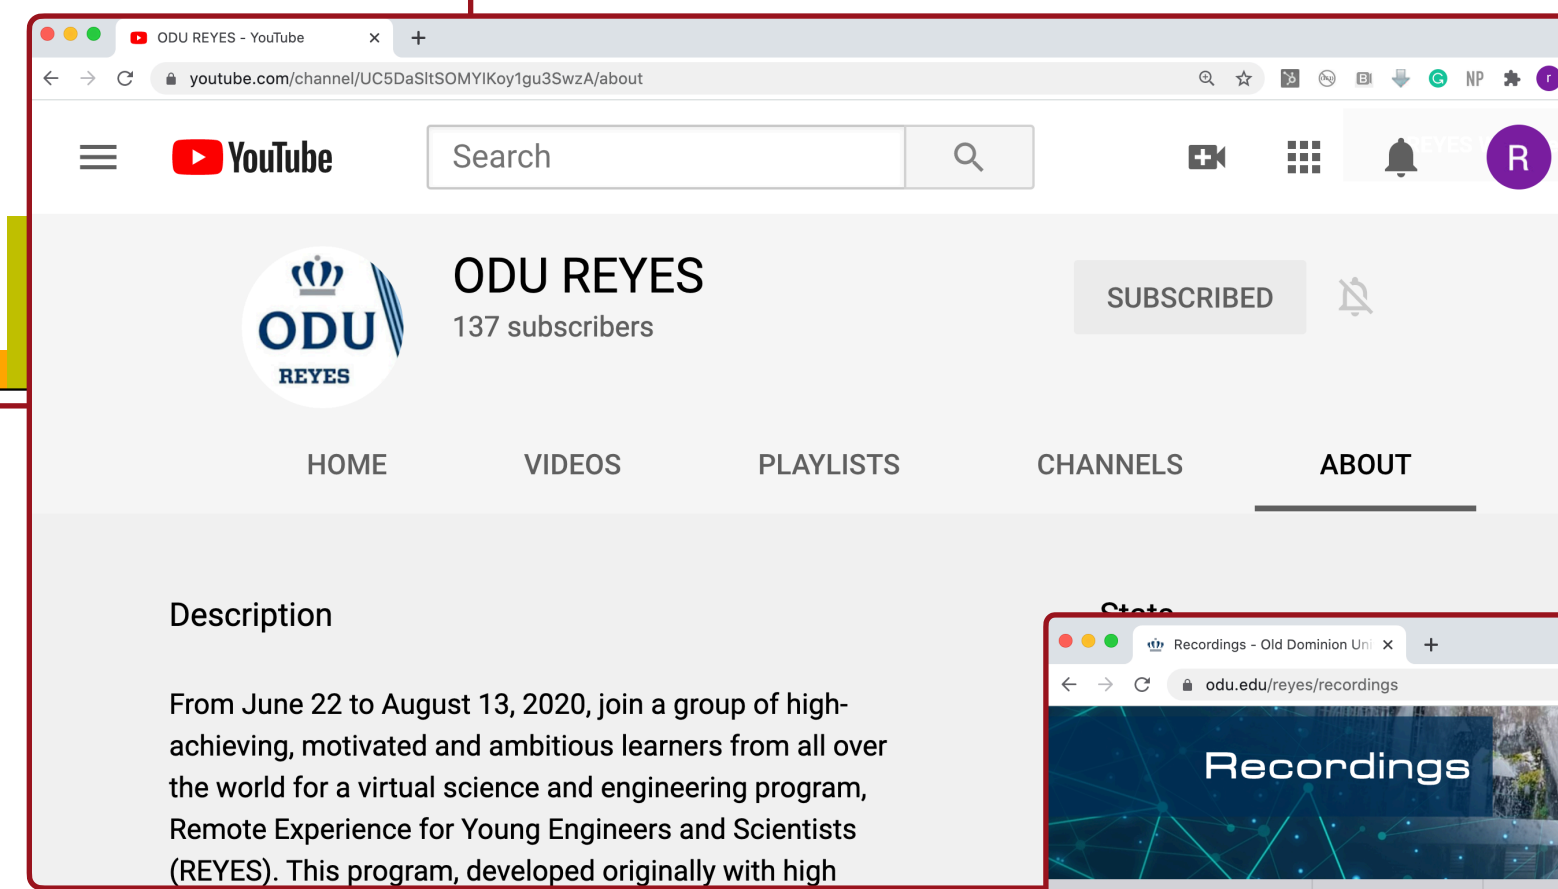 ODU REYES - YouTube
youtube.com/channel/UC5DaSltSOMYIKoy1gu3SwzA/about
NP
r
YouTube
Search
REYES
R
ODU
REYES
ODU REYES
137 subscribers
SUBSCRIBED
HOME VIDEOS PLAYLISTS CHANNELS ABOUT
Description
Stats
From June 22 to August 13, 2020, join a group of high-
achieving, motivated and ambitious learners from all over
the world for a virtual science and engineering program,
Remote Experience for Young Engineers and Scientists
(REYES). This program, developed originally with high
Recordings - Old Dominion Uni
odu.edu/reyes/recordings
Recordings